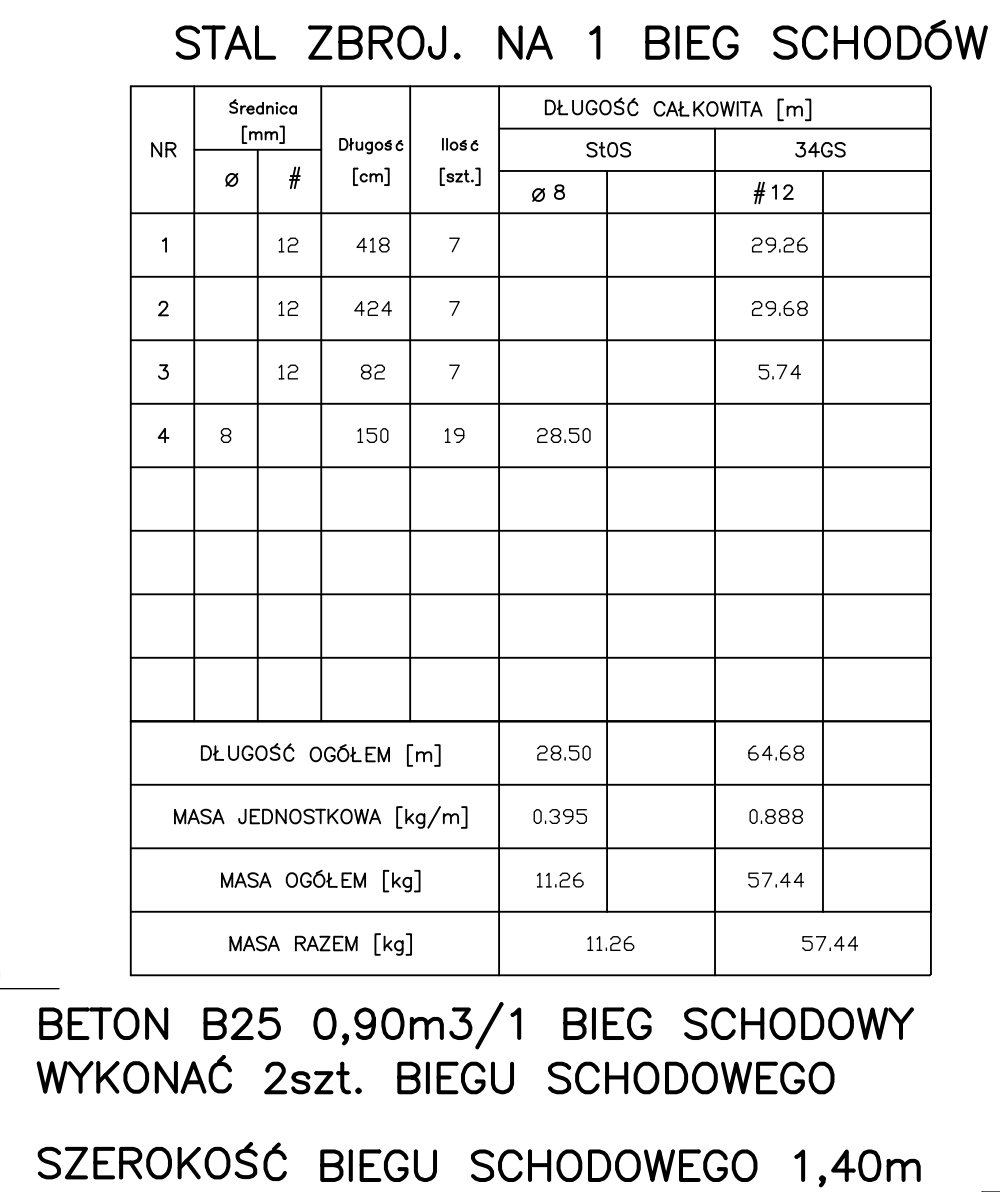 STAL ZBROJ. NA 1 BIEG SCHODÓW
NR Średnica [mm] Długość [cm] Ilość [szt.] DŁUGOŚĆ CAŁKOWITA [m]
St0S 34GS
ø # ø 8 #12
1 12 418 7 29.26
2 12 424 7 29.68
3 12 82 7 5.74
4 8 150 19 28.50
DŁUGOŚĆ OGÓŁEM [m] 28.50 64.68
MASA JEDNOSTKOWA [kg/m] 0.395 0.888
MASA OGÓŁEM [kg] 11.26 57.44
MASA RAZEM [kg] 11.26 57.44
BETON B25 0,90m3/1 BIEG SCHODOWY
WYKONAĆ 2szt. BIEGU SCHODOWEGO
SZEROKOŚĆ BIEGU SCHODOWEGO 1,40m